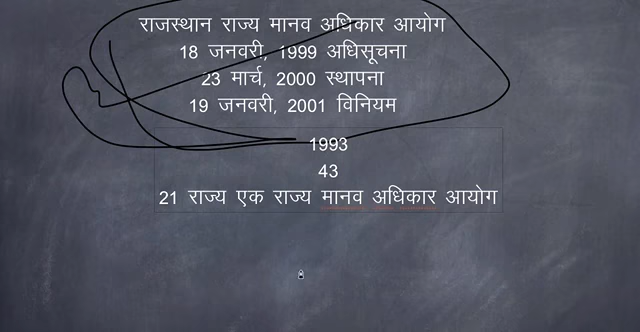 राजस्थान राज्य मानव अधिकार आयोग
18 जनवरी, 1999 अधिसूचना
23 मार्च, 2000 स्थापना
19 जनवरी, 2001 विनियम
1993
43
21 राज्य एक राज्य मानव अधिकार आयोग